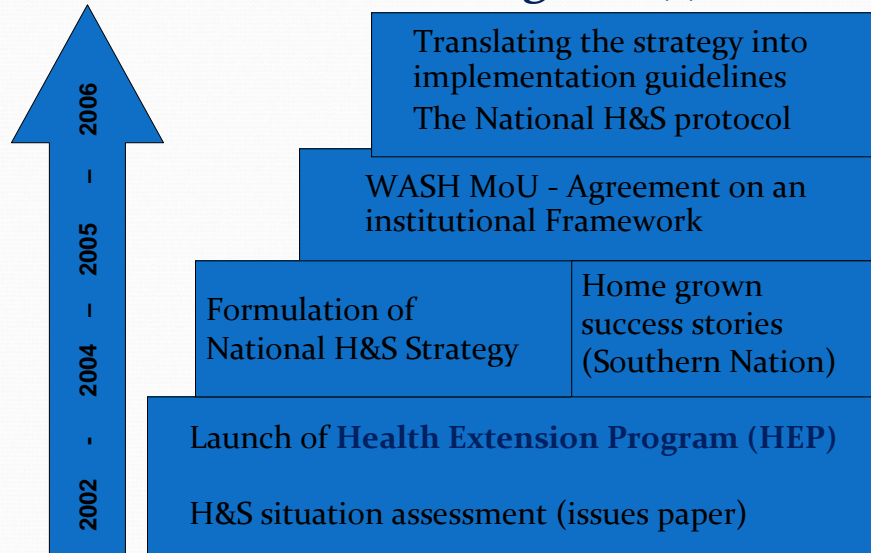 Translating the strategy into
implementation guidelines
The National H&S protocol
WASH MoU - Agreement on an
institutional Framework
Formulation of
National H&S Strategy
Home grown
success stories
(Southern Nation)
Launch of Health Extension Program (HEP)
H&S situation assessment (issues paper)
2002 - 2004 – 2005 – 2006